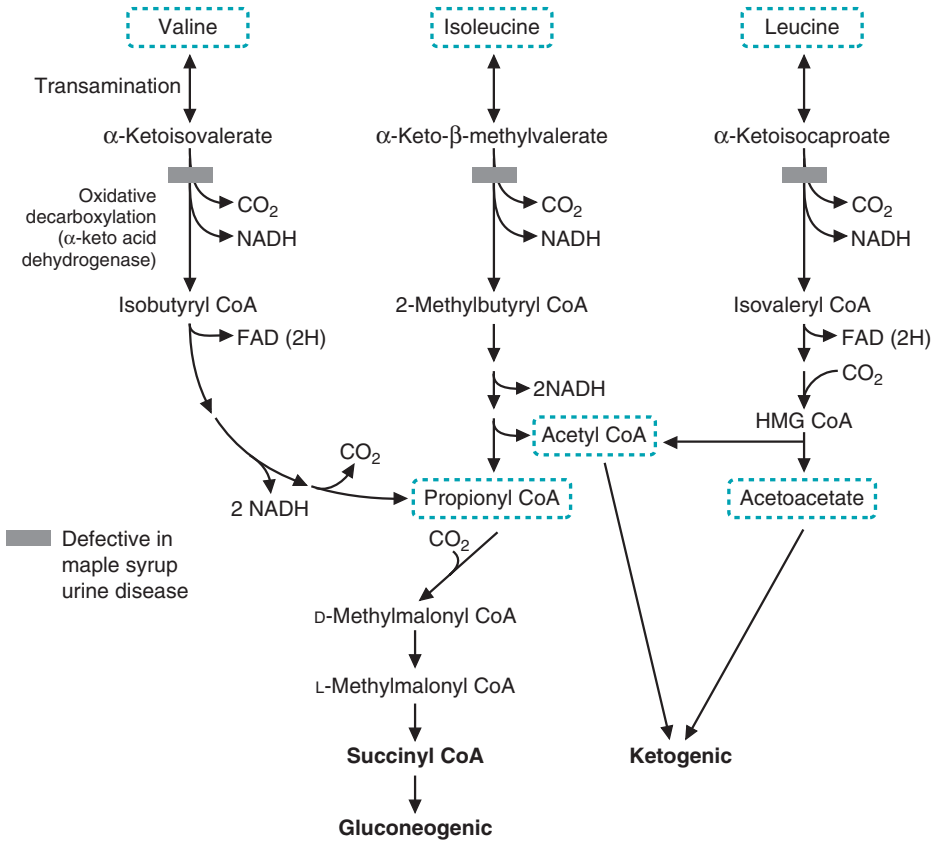 Valine
Isoleucine
Leucine
Transamination
α-Ketoisovalerate
α-Keto-β-methylvalerate
α-Ketoisocaproate
Oxidative
decarboxylation
(α-keto acid
dehydrogenase)
CO₂
NADH
CO₂
NADH
CO₂
NADH
Isobutyryl CoA
2-Methylbutyryl CoA
Isovaleryl CoA
FAD (2H)
FAD (2H)
2NADH
CO₂
HMG CoA
Acetyl CoA
CO₂
2 NADH
Propionyl CoA
Acetoacetate
Defective in
maple syrup
urine disease
CO₂
D-Methylmalonyl CoA
L-Methylmalonyl CoA
Succinyl CoA
Ketogenic
Gluconeogenic